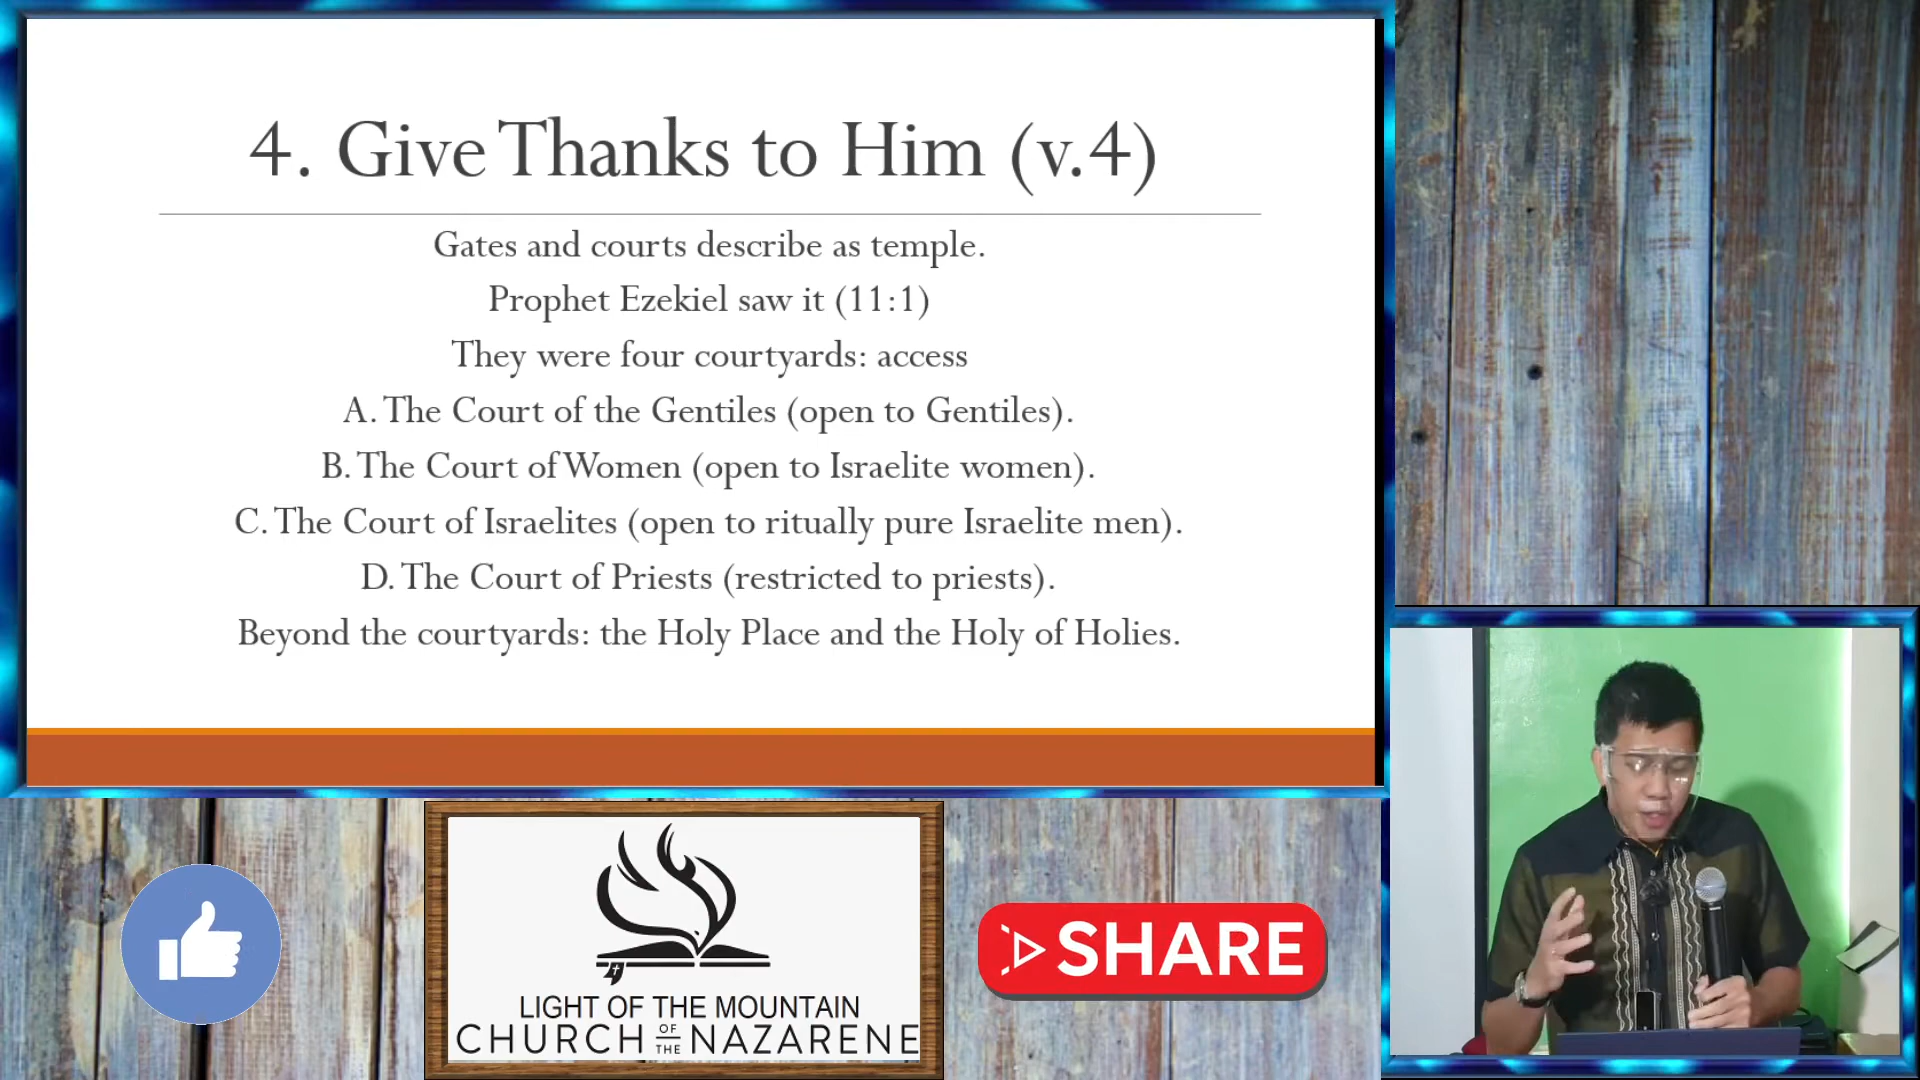 4. Give Thanks to Him (v.4)
Gates and courts describe as temple.
Prophet Ezekiel saw it (11:1)
They were four courtyards: access
A. The Court of the Gentiles (open to Gentiles).
B. The Court of Women (open to Israelite women).
C. The Court of Israelites (open to ritually pure Israelite men).
D. The Court of Priests (restricted to priests).
Beyond the courtyards: the Holy Place and the Holy of Holies.
LIGHT OF THE MOUNTAIN
CHURCH OF THE NAZARENE
SHARE